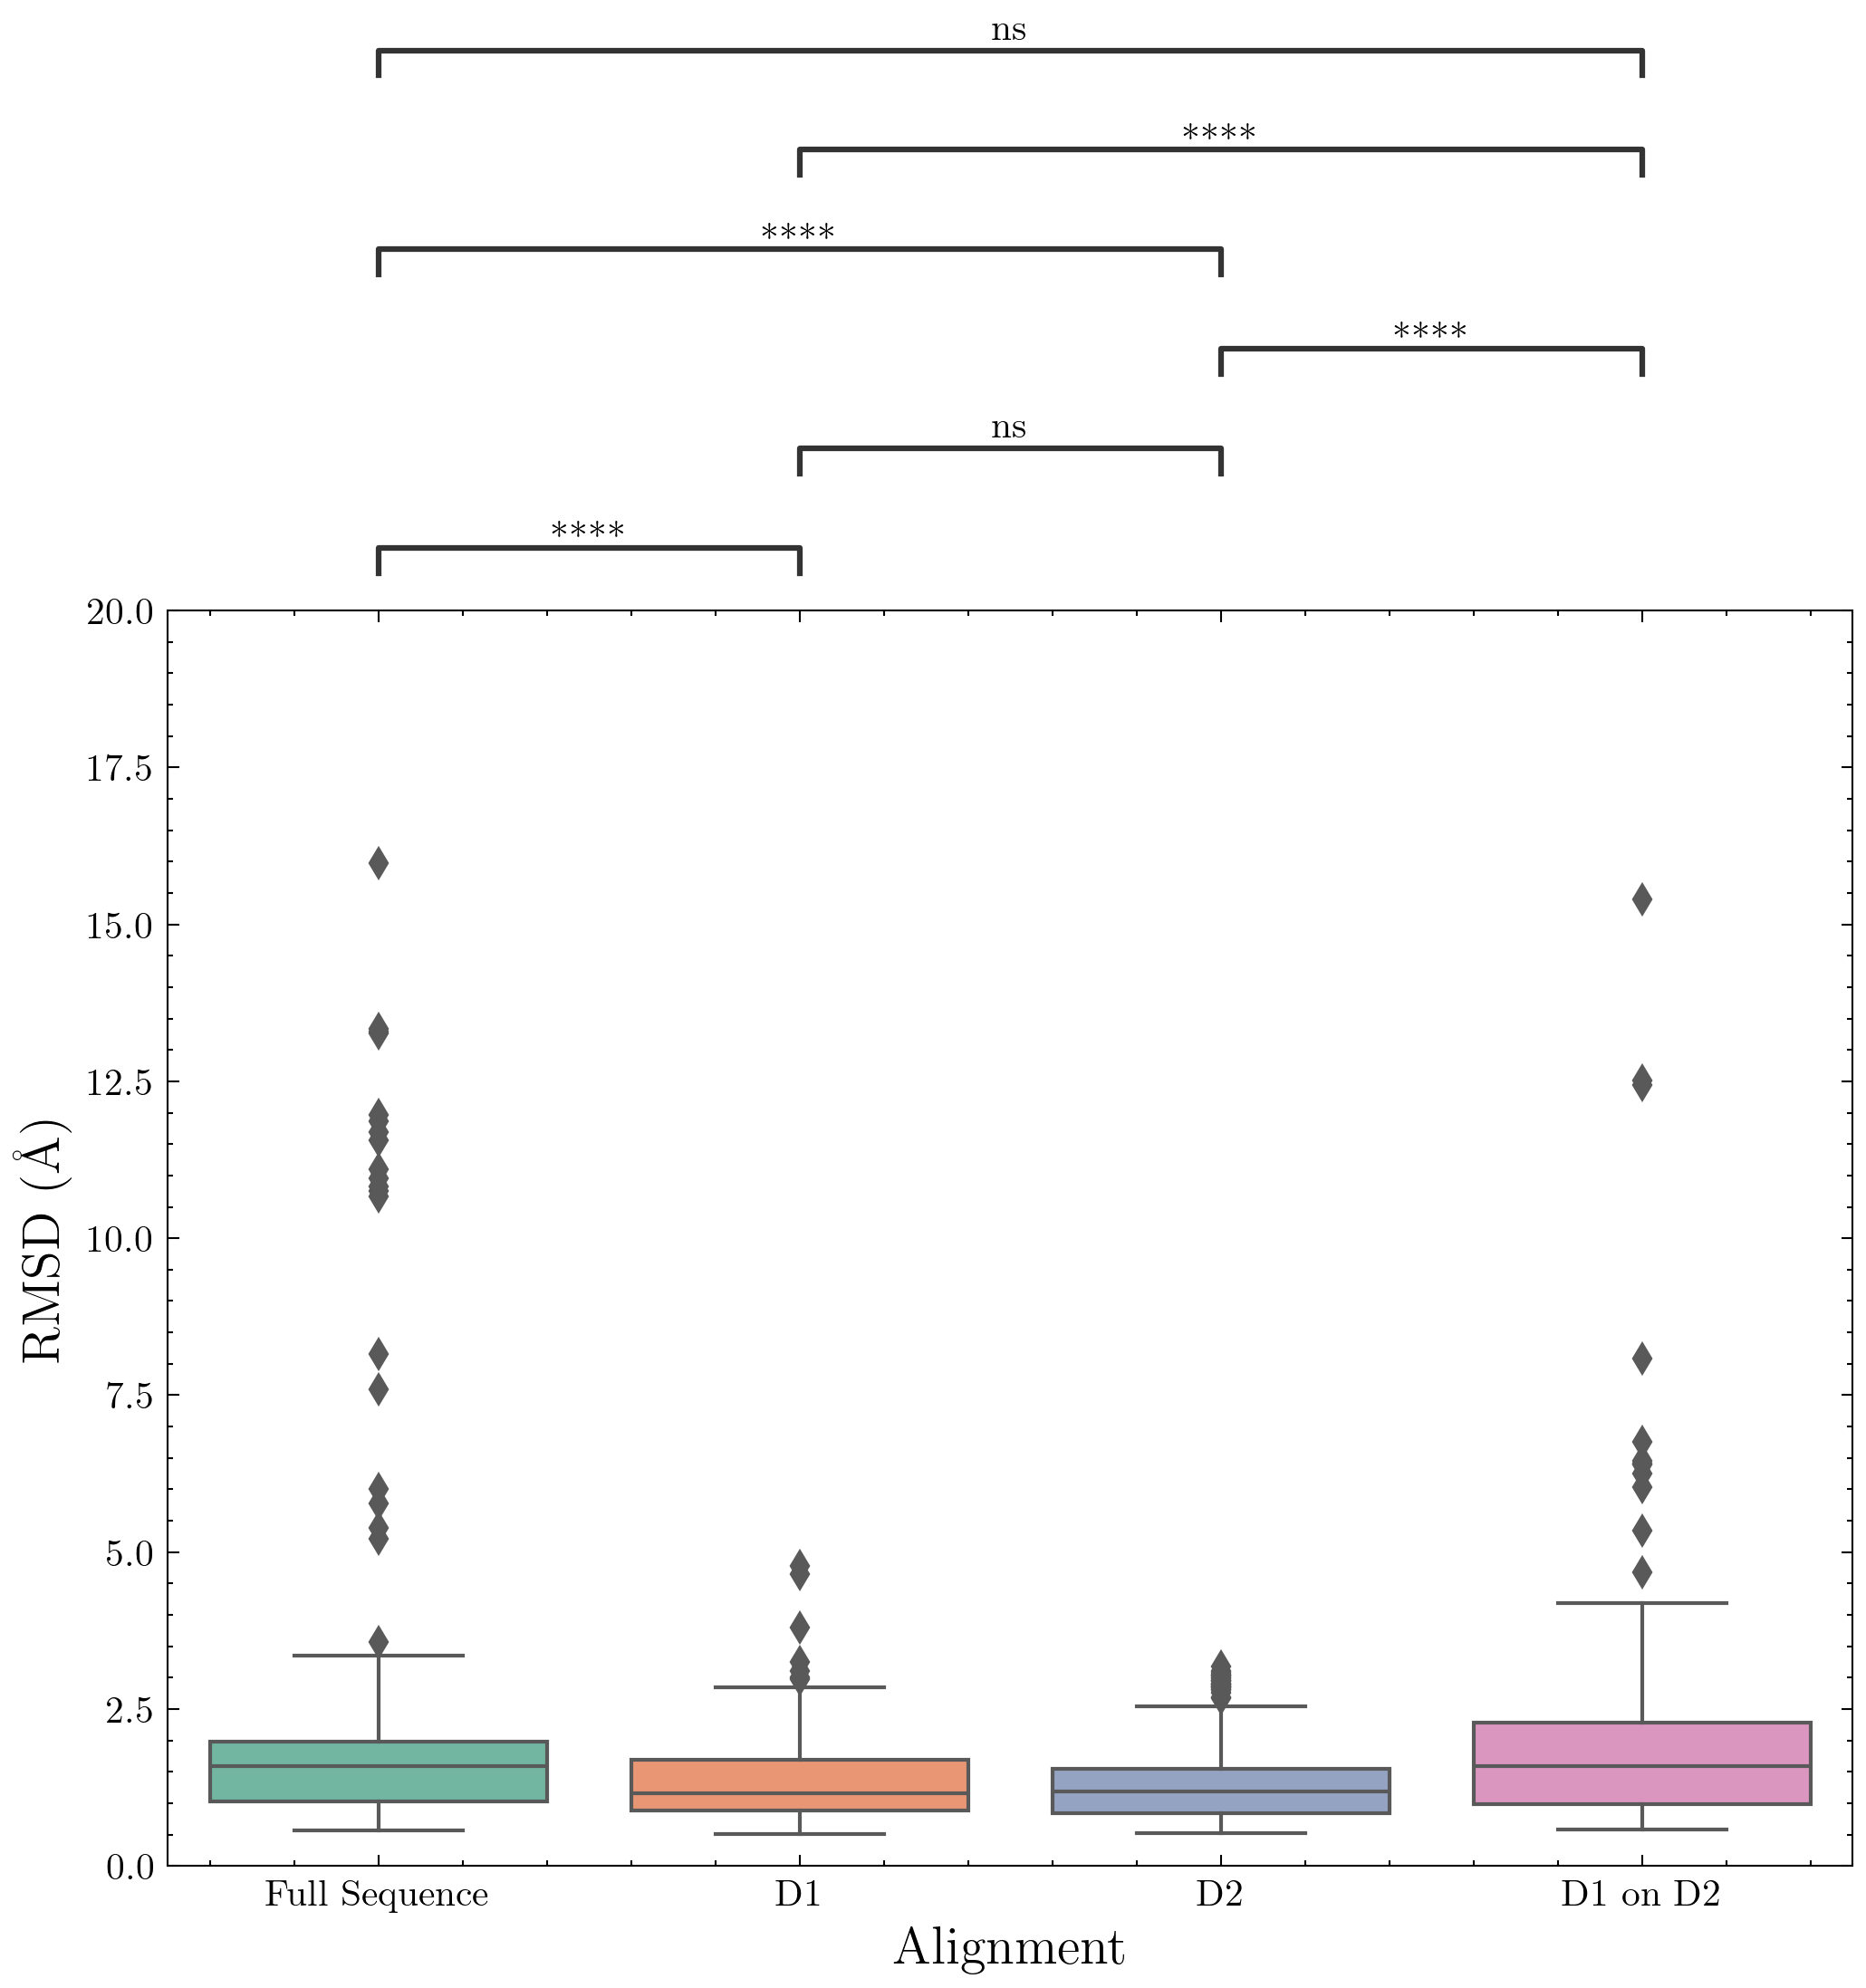 ns
****
****
****
ns
****
20.0
17.5
15.0
12.5
10.0
7.5
5.0
2.5
0.0
RMSD (Å)
Full Sequence D1 D2 D1 on D2
Alignment